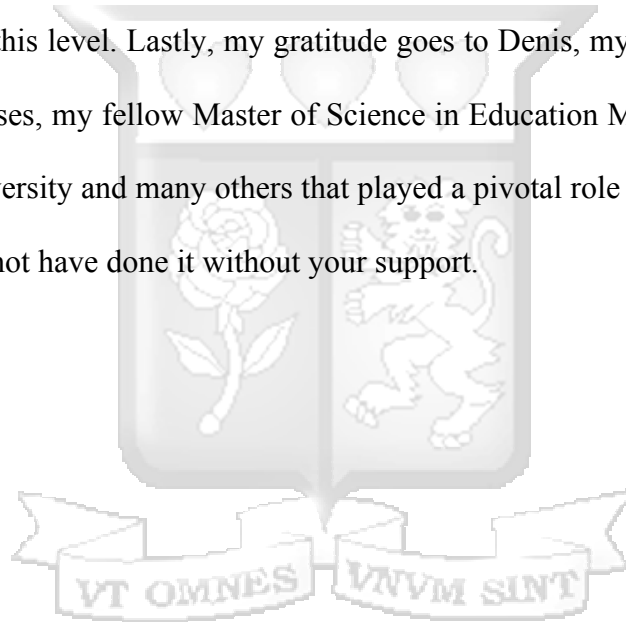 this level. Lastly, my gratitude goes to Denis, my
ses, my fellow Master of Science in Education M
versity and many others that played a pivotal role
not have done it without your support.
VT OMNES VNVM SINT